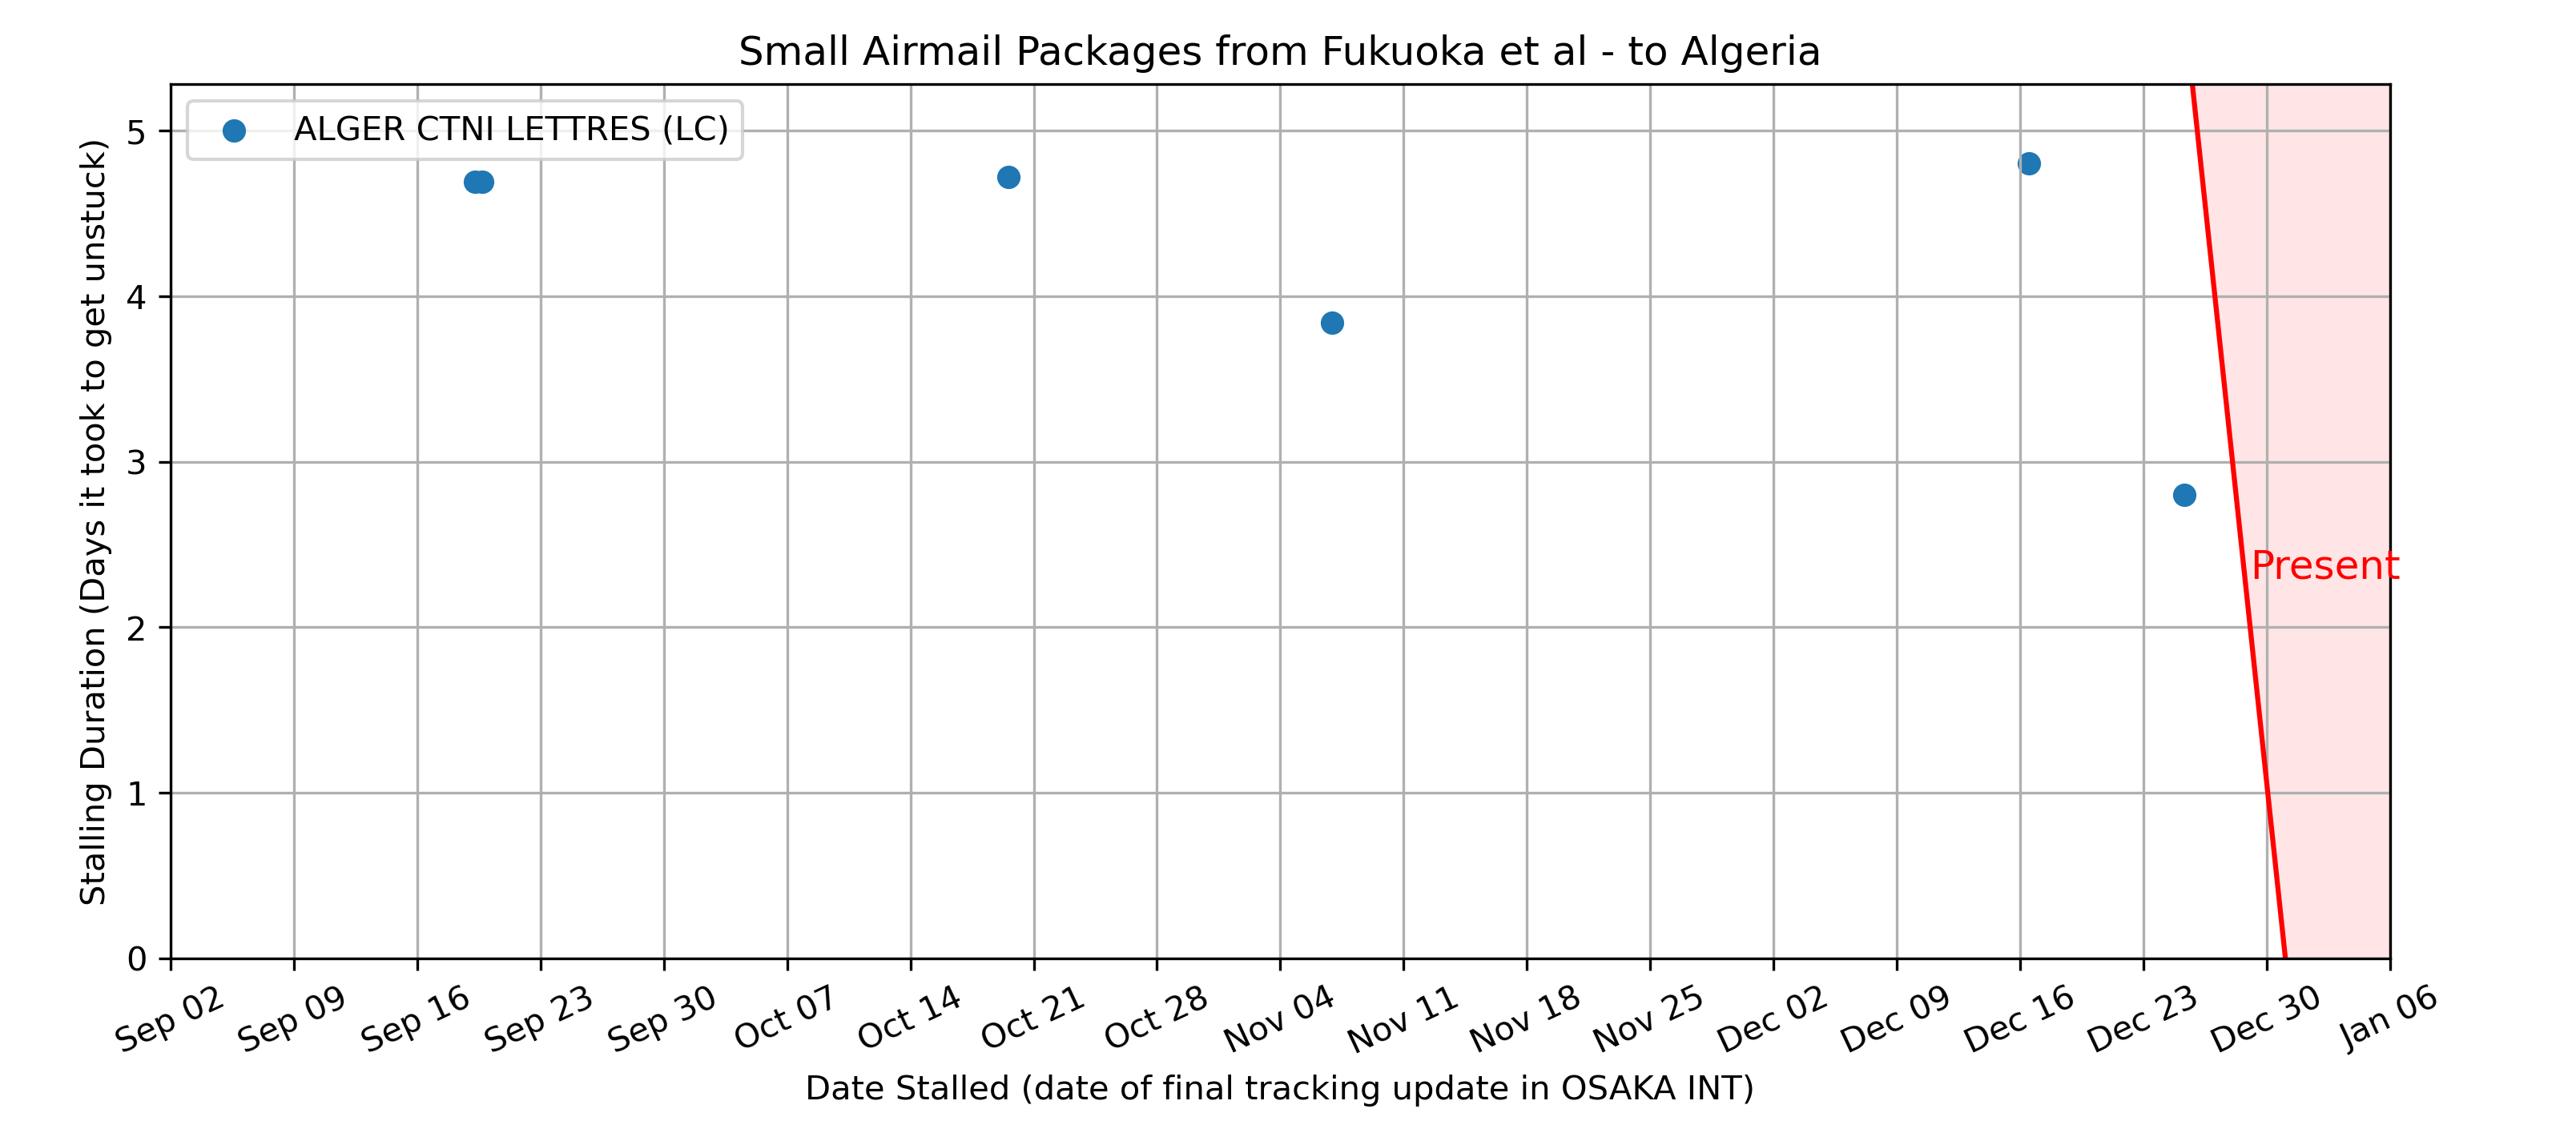 Small Airmail Packages from Fukuoka et al - to Algeria
ALGER CTNI LETTRES (LC)
Stalling Duration (Days it took to get unstuck)
5
4
3
2
1
0
Present
Sep 02
Sep 09
Sep 16
Sep 23
Sep 30
Oct 07
Oct 14
Oct 21
Oct 28
Nov 04
Nov 11
Nov 18
Nov 25
Dec 02
Dec 09
Dec 16
Dec 23
Dec 30
Jan 06
Date Stalled (date of final tracking update in OSAKA INT)